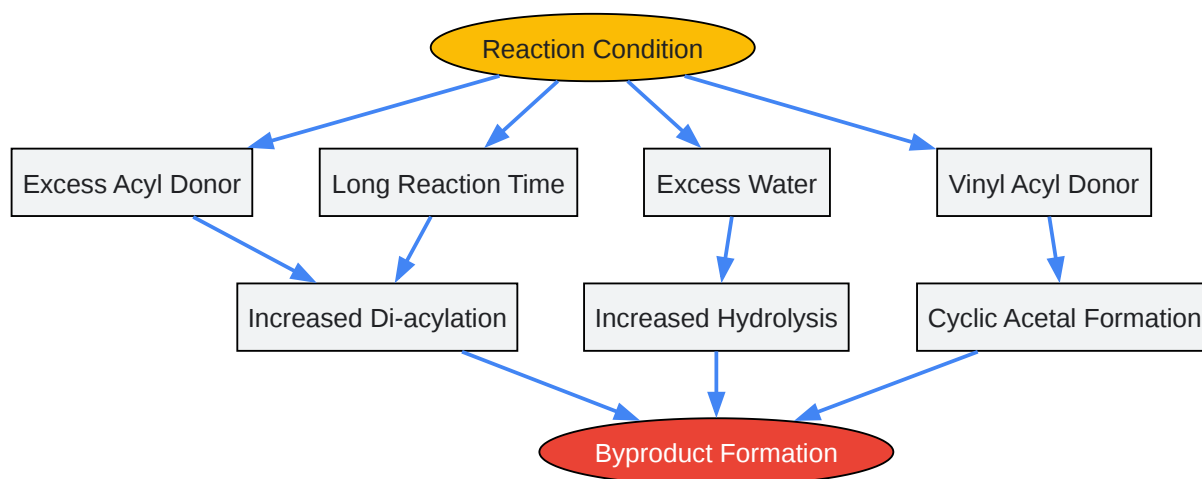 Reaction Condition
Excess Acyl Donor
Long Reaction Time
Excess Water
Vinyl Acyl Donor
Increased Di-acylation
Increased Hydrolysis
Cyclic Acetal Formation
Byproduct Formation